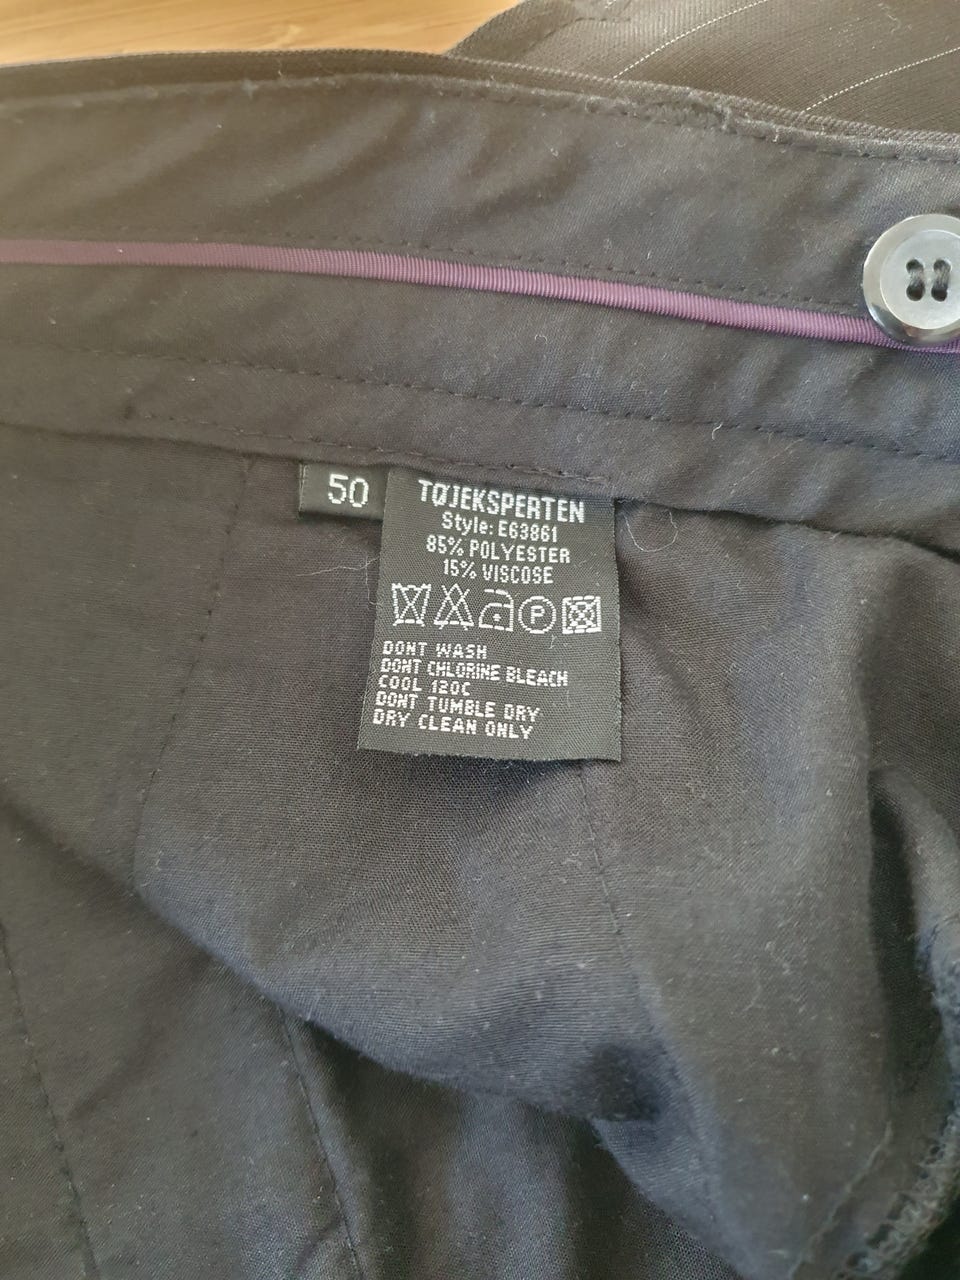 50
TØJEKSPERTEN
Style: E63861
85% POLYESTER
15% VISCOSE
P
DONT WASH
DONT CHLORINE BLEACH
COOL 120C
DONT TUMBLE DRY
DRY CLEAN ONLY